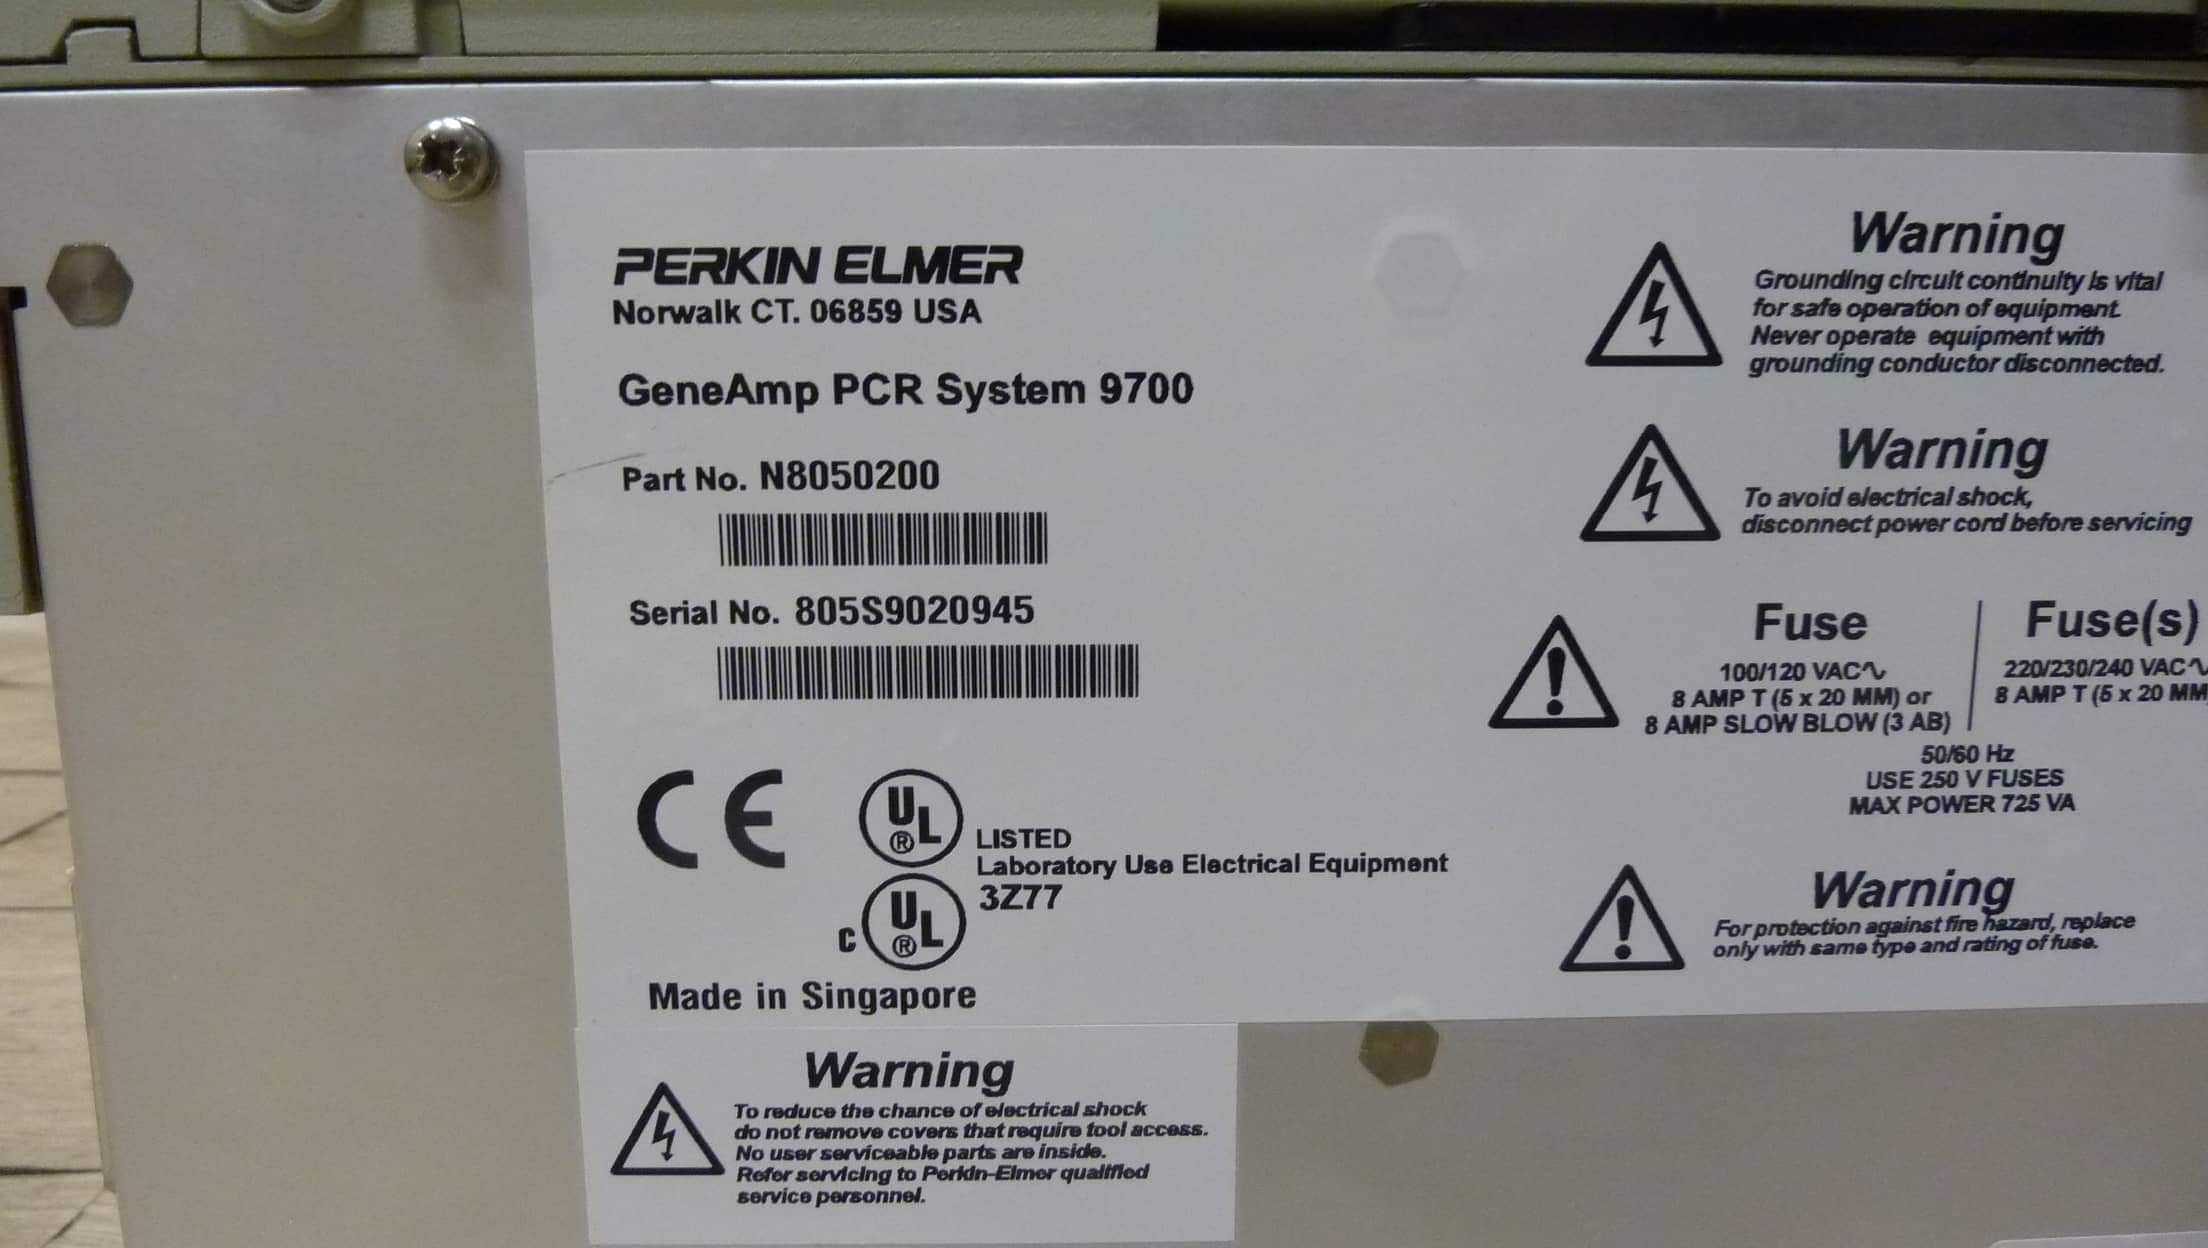 PERKIN ELMER
Norwalk CT. 06859 USA
GeneAmp PCR System 9700
Part No. N8050200
Serial No. 805S9020945
CE
UL
®
LISTED
Laboratory Use Electrical Equipment
3Z77
C
UL
®
Made in Singapore
Warning
To reduce the chance of electrical shock
do not remove covers that require tool access.
No user serviceable parts are inside.
Refer servicing to Perkin-Elmer qualified
service personnel.
Warning
Grounding circuit continuity is vital
for safe operation of equipment.
Never operate equipment with
grounding conductor disconnected.
Warning
To avoid electrical shock,
disconnect power cord before servicing
Fuse
100/120 VAC∿
8 AMP T (5 x 20 MM) or
8 AMP SLOW BLOW (3 AB)
Fuse(s)
220/230/240 VAC∿
8 AMP T (5 x 20 MM
50/60 Hz
USE 250 V FUSES
MAX POWER 725 VA
Warning
For protection against fire hazard, replace
only with same type and rating of fuse.